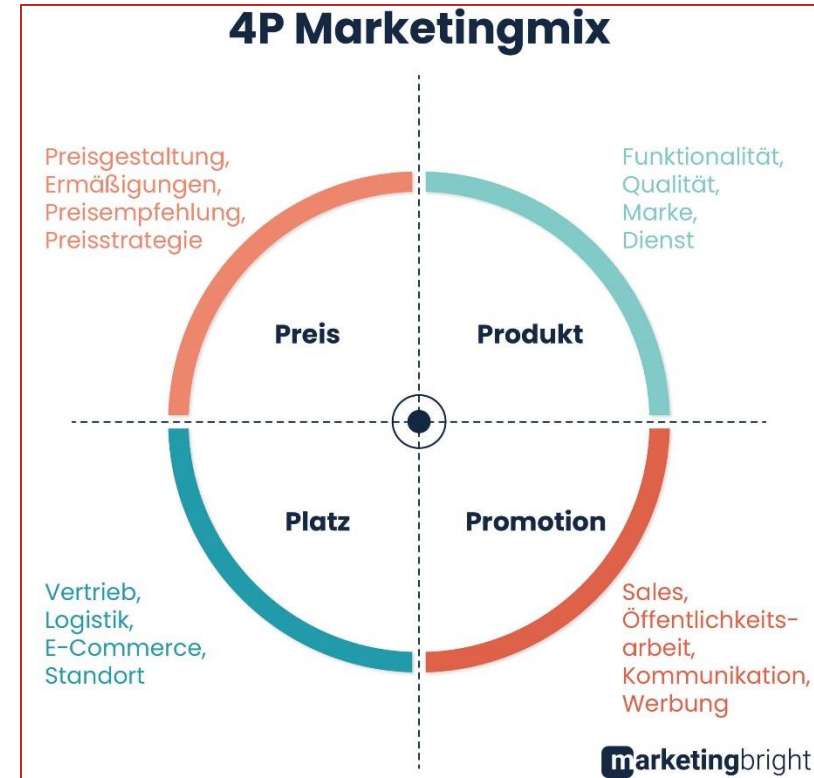 4P Marketingmix
Preisgestaltung,
Ermäßigungen,
Preisempfehlung,
Preisstrategie
Funktionalität,
Qualität,
Marke,
Dienst
Preis
Produkt
Platz
Promotion
Vertrieb,
Logistik,
E-Commerce,
Standort
Sales,
Öffentlichkeits-
arbeit,
Kommunikation,
Werbung
marketingbright